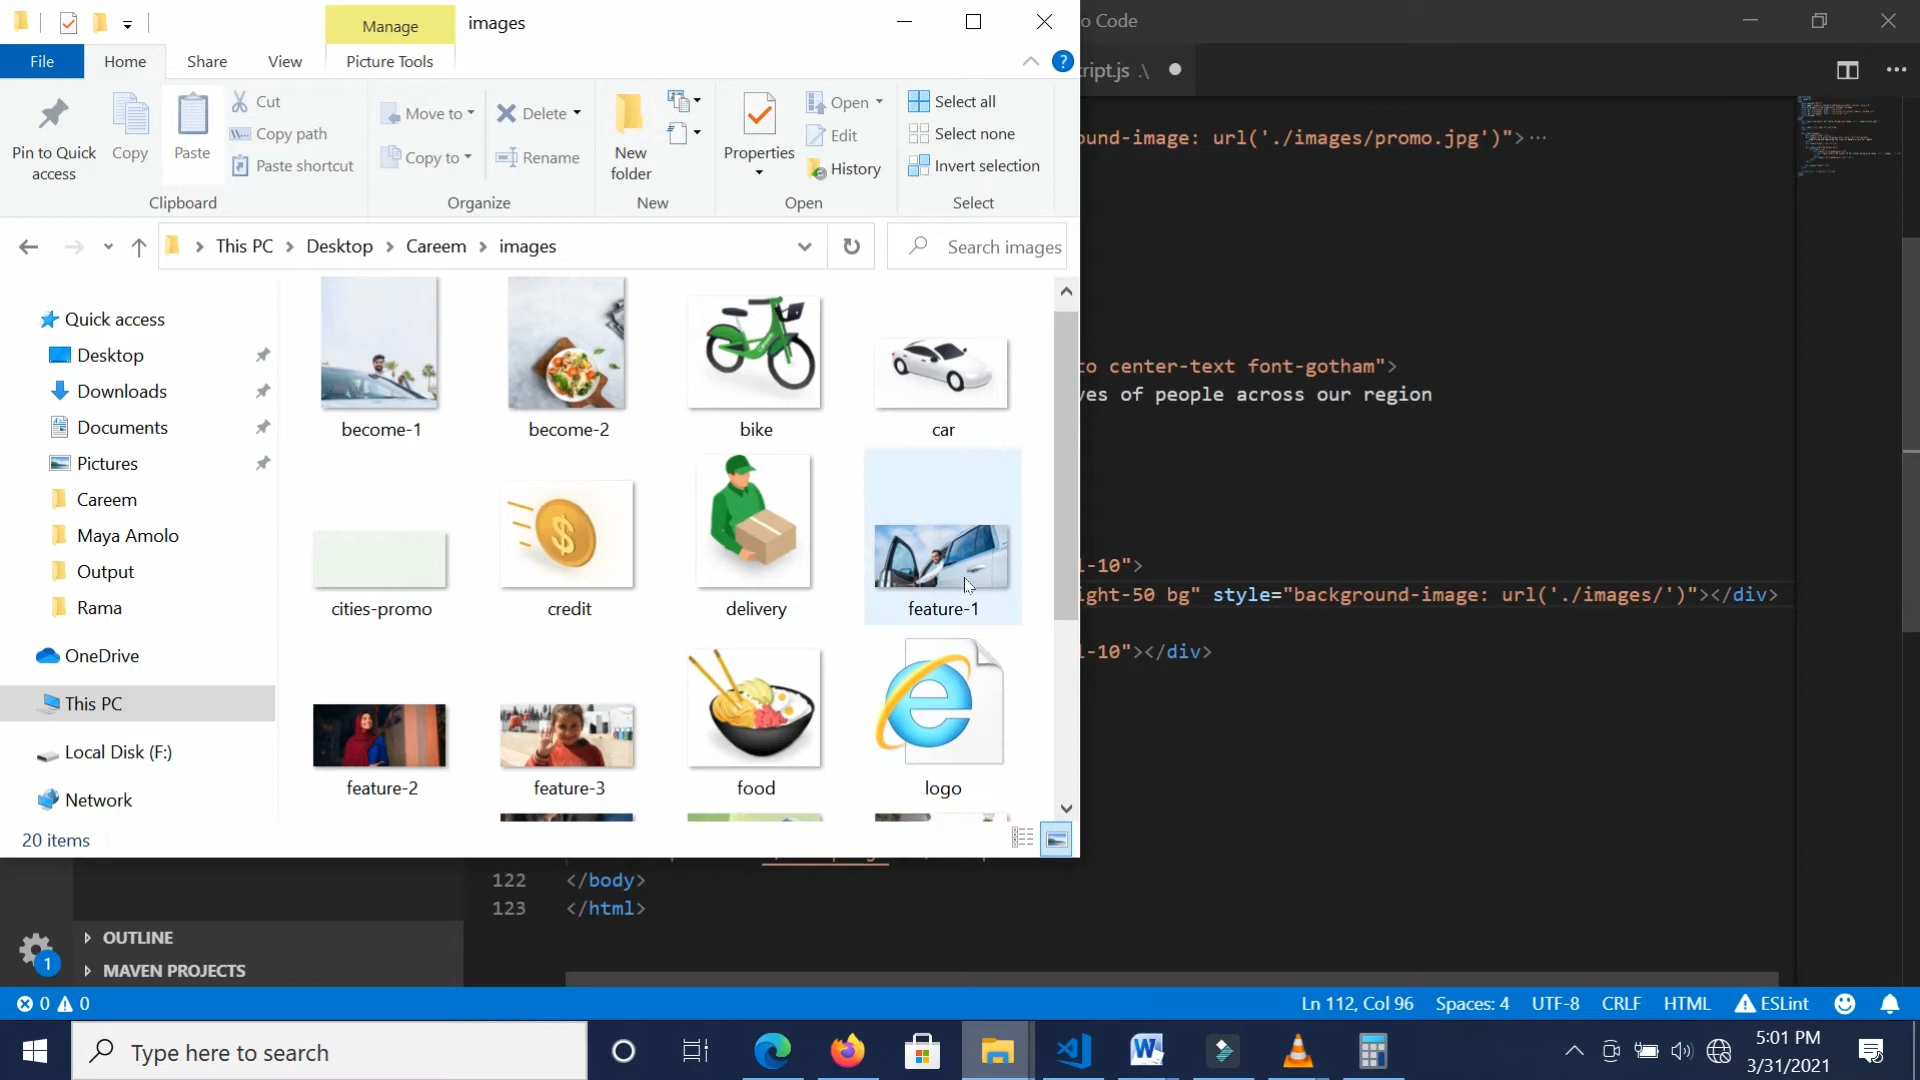 Manage
images
o Code
File
Home
Share
View
Picture Tools
ript.js .\
Pin to Quick access
Copy
Paste
Cut
Copy path
Paste shortcut
Move to
Copy to
Delete
Rename
New folder
Properties
Open
Edit
History
Select all
Select none
Invert selection
Clipboard
Organize
New
Open
Select
und-image: url('./images/promo.jpg')">···
This PC
Desktop
Careem
images
Search images
Quick access
Desktop
Downloads
Documents
Pictures
Careem
Maya Amolo
Output
Rama
OneDrive
This PC
Local Disk (F:)
Network
become-1
become-2
bike
car
cities-promo
credit
delivery
feature-1
feature-2
feature-3
food
logo
to center-text font-gotham">
ves of people across our region
l-10">
ight-50 bg" style="background-image: url('./images/')"></div>
l-10"></div>
20 items
122 </body>
123 </html>
OUTLINE
MAVEN PROJECTS
1
0 0
Ln 112, Col 96
Spaces: 4
UTF-8
CRLF
HTML
ESLint
Type here to search
5:01 PM
3/31/2021